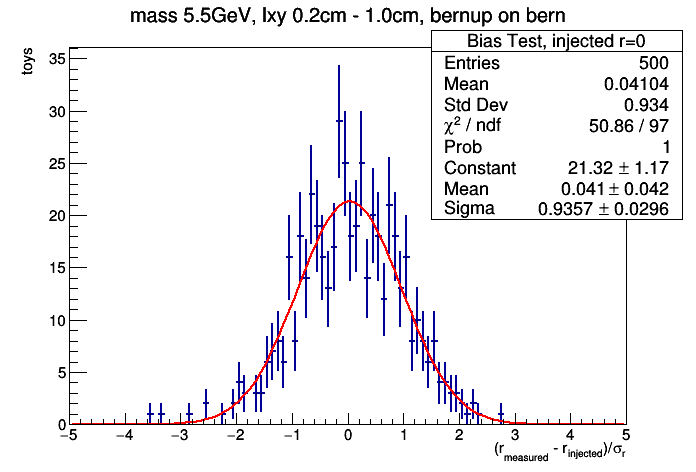 mass 5.5GeV, lxy 0.2cm - 1.0cm, bernup on bern
toys
Bias Test, injected r=0
Entries 500
Mean 0.04104
Std Dev 0.934
χ² / ndf 50.86 / 97
Prob 1
Constant 21.32 ± 1.17
Mean 0.041 ± 0.042
Sigma 0.9357 ± 0.0296
35
30
25
20
15
10
5
0
−5 −4 −3 −2 −1 0 1 2 3 4 5
(r_measured - r_injected)/σ_r